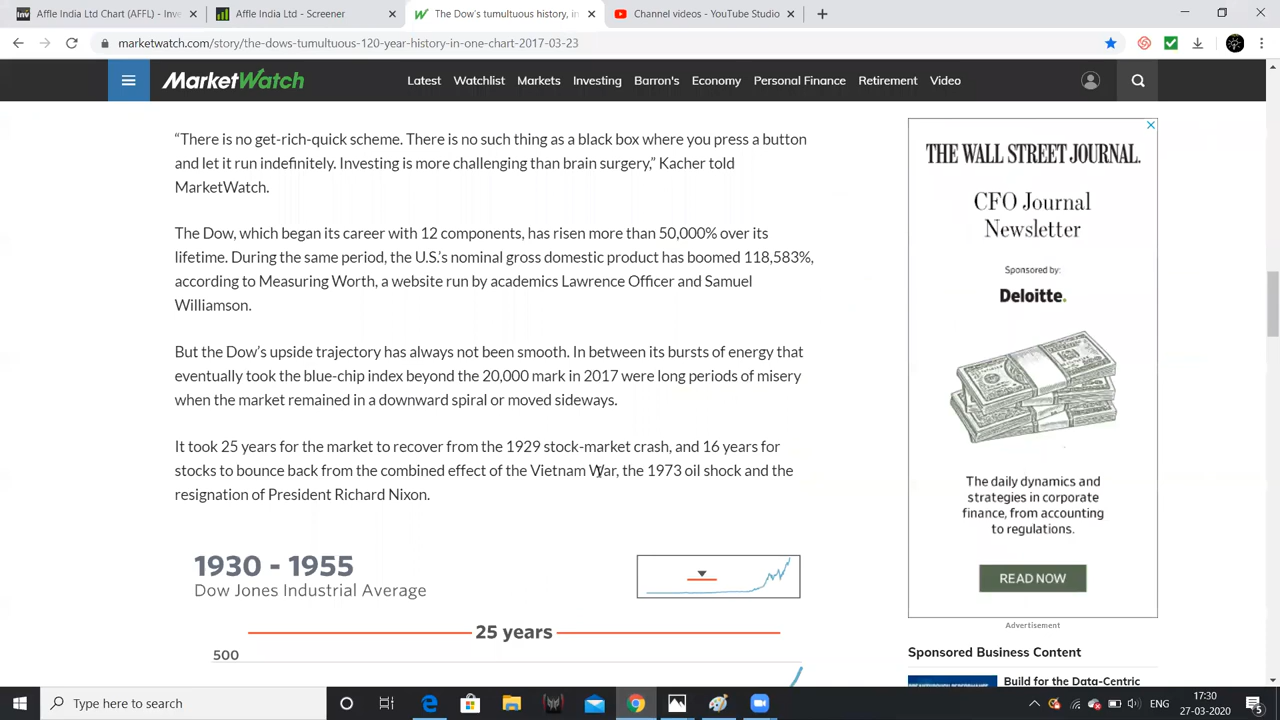 Affle India Ltd Chart (AFFL) - Inve
Affle India Ltd - Screener
The Dow's tumultuous history, in
Channel videos - YouTube Studio
marketwatch.com/story/the-dows-tumultuous-120-year-history-in-one-chart-2017-03-23
MarketWatch
Latest Watchlist Markets Investing Barron's Economy Personal Finance Retirement Video
“There is no get-rich-quick scheme. There is no such thing as a black box where you press a button
and let it run indefinitely. Investing is more challenging than brain surgery,” Kacher told
MarketWatch.
The Dow, which began its career with 12 components, has risen more than 50,000% over its
lifetime. During the same period, the U.S.’s nominal gross domestic product has boomed 118,583%,
according to Measuring Worth, a website run by academics Lawrence Officer and Samuel
Williamson.
But the Dow’s upside trajectory has always not been smooth. In between its bursts of energy that
eventually took the blue-chip index beyond the 20,000 mark in 2017 were long periods of misery
when the market remained in a downward spiral or moved sideways.
It took 25 years for the market to recover from the 1929 stock-market crash, and 16 years for
stocks to bounce back from the combined effect of the Vietnam War, the 1973 oil shock and the
resignation of President Richard Nixon.
1930 - 1955
Dow Jones Industrial Average
25 years
500
THE WALL STREET JOURNAL.
CFO Journal
Newsletter
Sponsored by:
Deloitte.
The daily dynamics and
strategies in corporate
finance, from accounting
to regulations.
READ NOW
Advertisement
Sponsored Business Content
Build for the Data-Centric
Type here to search
ENG
17:30
27-03-2020
5